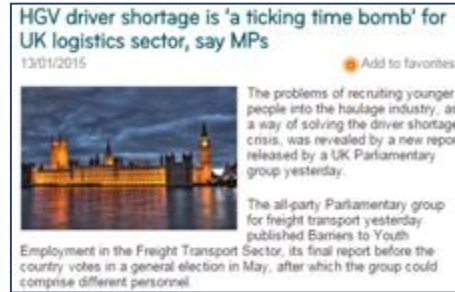 HGV driver shortage is 'a ticking time bomb' for
UK logistics sector, say MPs
13/01/2015
Add to favorites
The problems of recruiting younger
people into the haulage industry, as
a way of solving the driver shortage
crisis, was revealed by a new report
released by a UK Parliamentary
group yesterday.
The all-party Parliamentary group
for freight transport yesterday
published Barriers to Youth
Employment in the Freight Transport Sector, its final report before the
country votes in a general election in May, after which the group could
comprise different personnel.